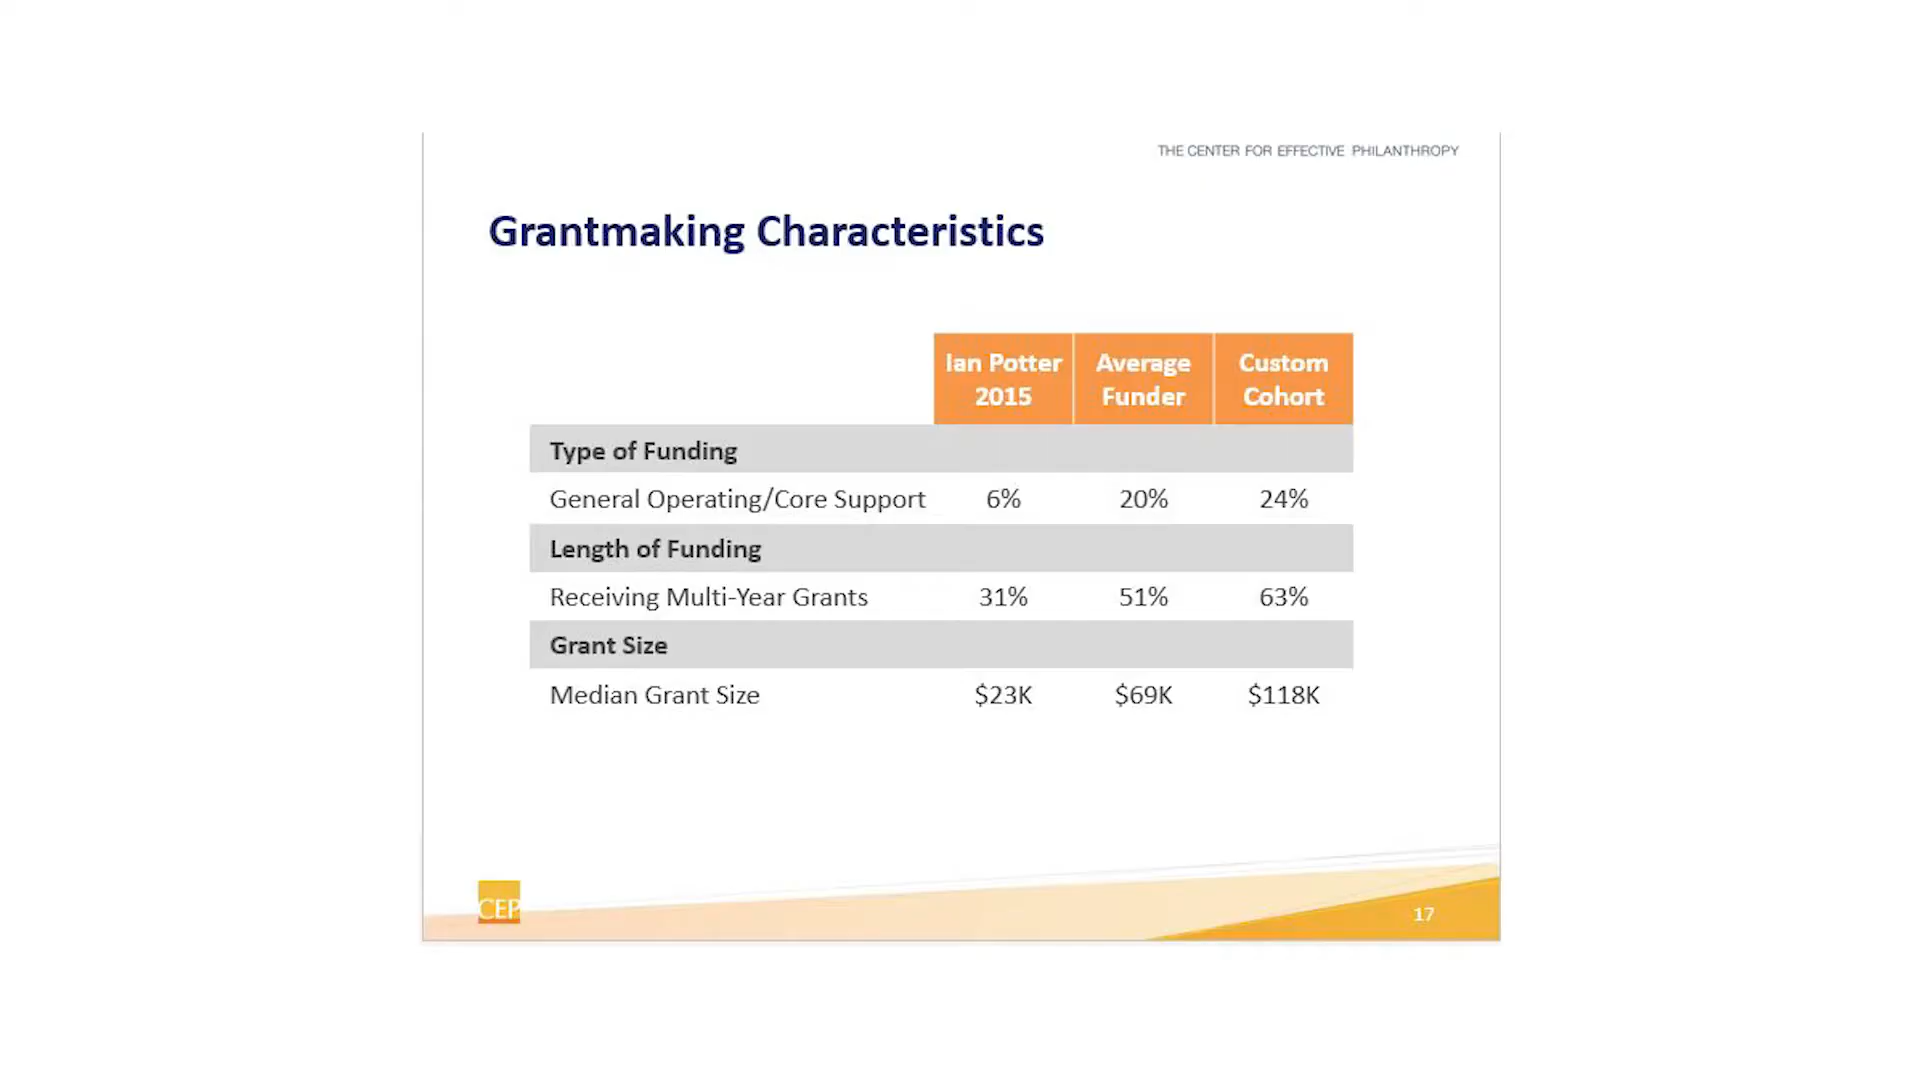 THE CENTER FOR EFFECTIVE PHILANTHROPY
Grantmaking Characteristics
Ian Potter 2015 Average Funder Custom Cohort
Type of Funding
General Operating/Core Support 6% 20% 24%
Length of Funding
Receiving Multi-Year Grants 31% 51% 63%
Grant Size
Median Grant Size $23K $69K $118K
CEP
17